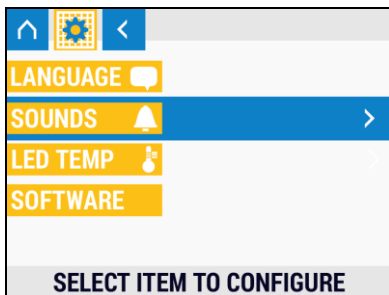 LANGUAGE
SOUNDS
LED TEMP
SOFTWARE
SELECT ITEM TO CONFIGURE